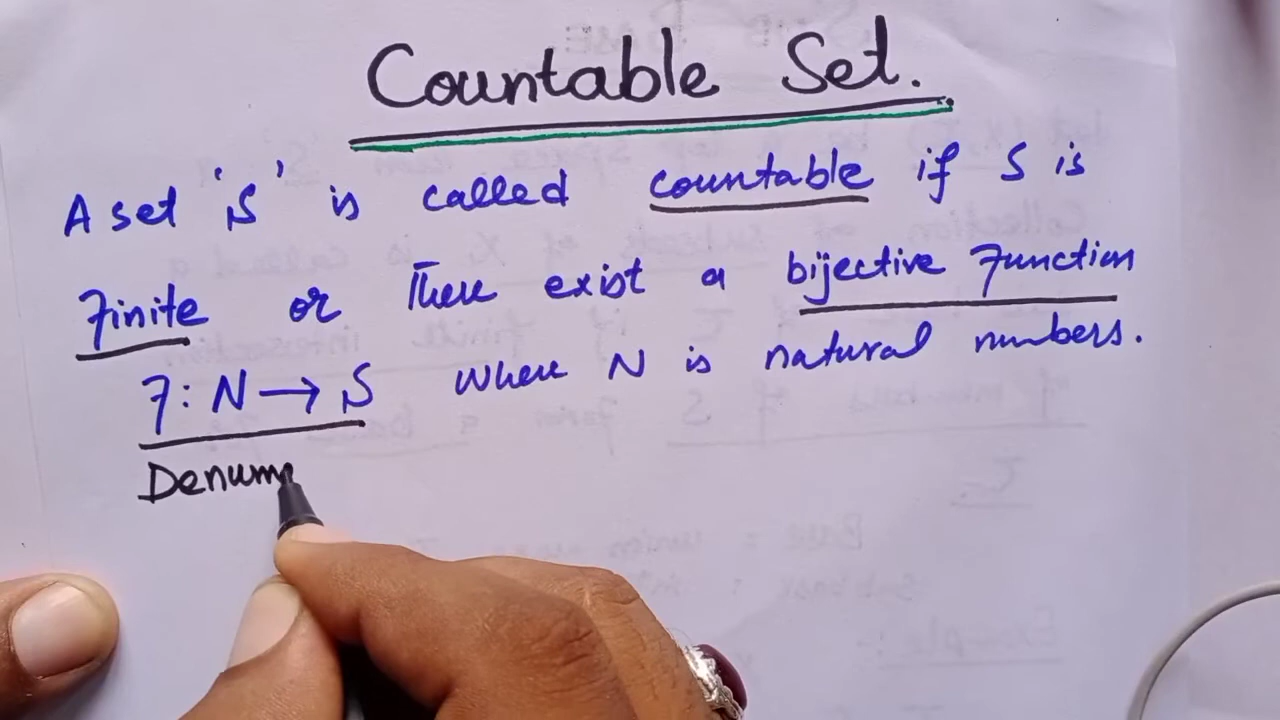 Countable Set.
A set 'S' is called countable if S is
Finite or There exist a bijective Function
F: N → S where N is natural numbers.
Denum